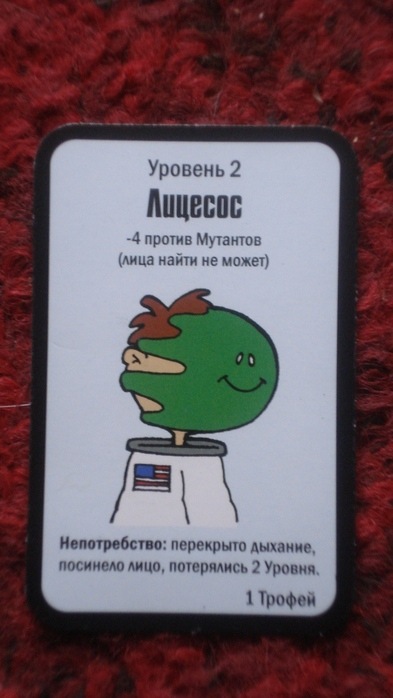 Уровень 2
Лицесос
-4 против Мутантов
(лица найти не может)
Непотребство: перекрыто дыхание,
посинело лицо, потерялись 2 Уровня.
1 Трофей